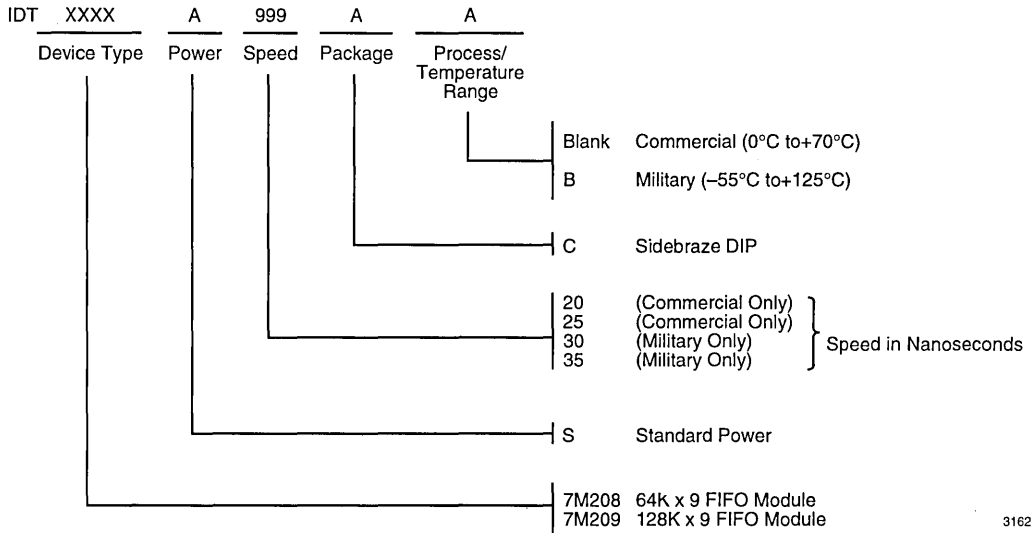 IDT XXXX A 999 A A
Device Type Power Speed Package Process/
Temperature
Range
Blank Commercial (0°C to+70°C)
B Military (–55°C to+125°C)
C Sidebraze DIP
20 (Commercial Only)
25 (Commercial Only)
30 (Military Only)
35 (Military Only)
Speed in Nanoseconds
S Standard Power
7M208 64K x 9 FIFO Module
7M209 128K x 9 FIFO Module
3162